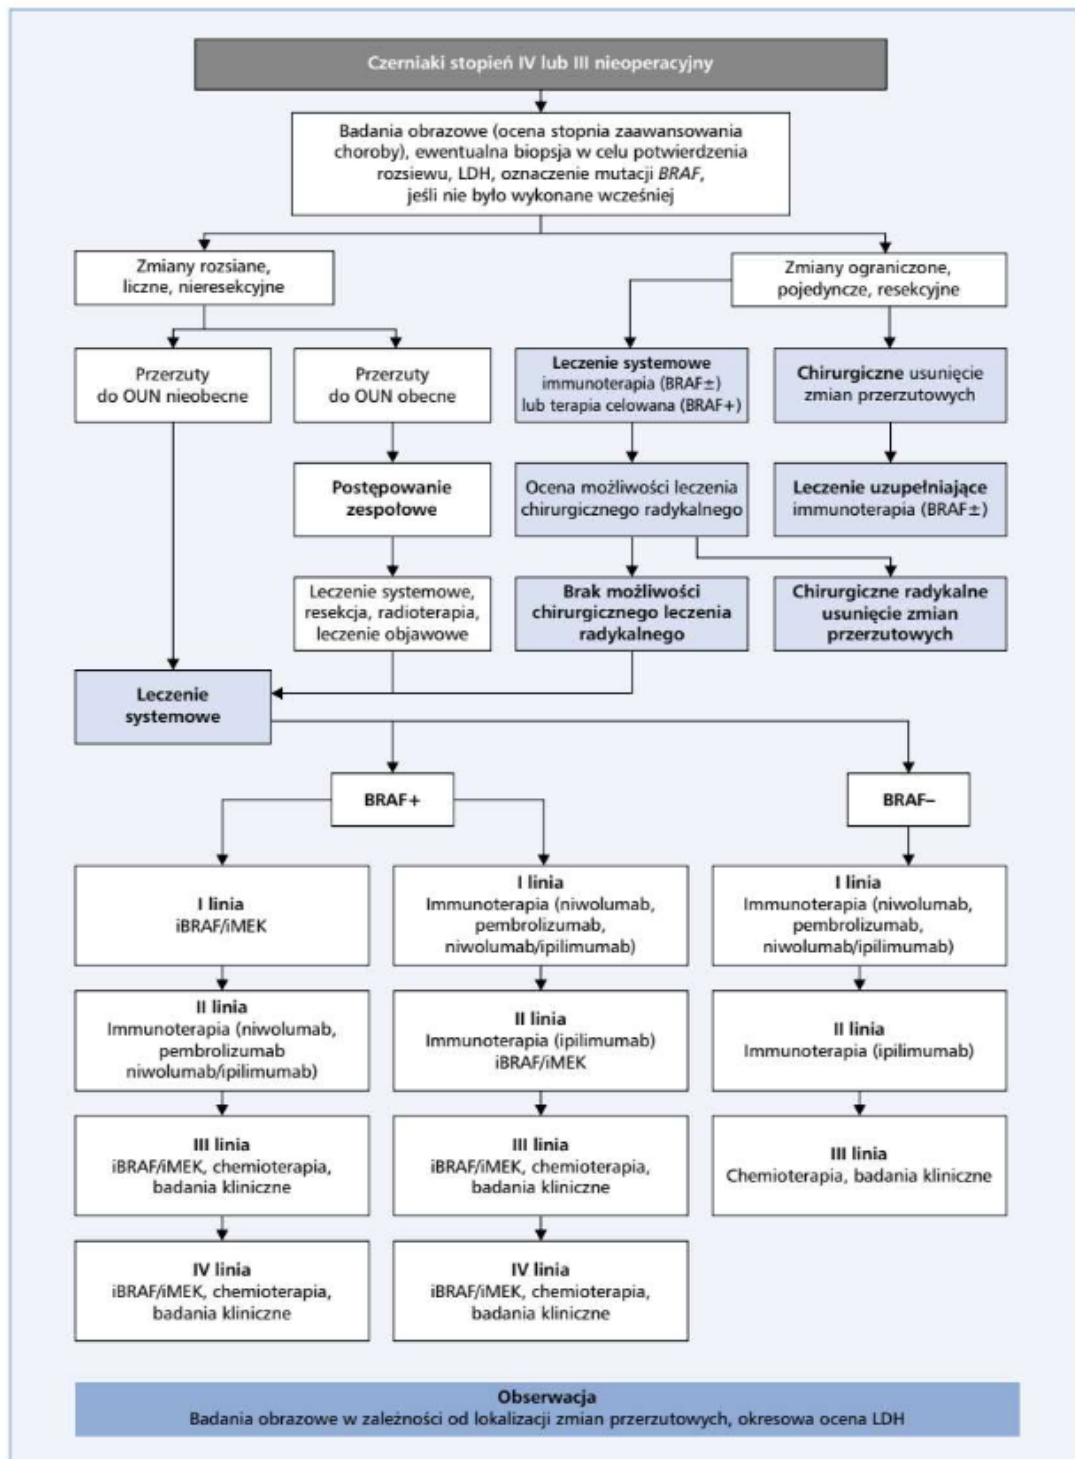 Czerniaki stopień IV lub III nieoperacyjny
Badania obrazowe (ocena stopnia zaawansowania
choroby), ewentualna biopsja w celu potwierdzenia
rozsiewu, LDH, oznaczenie mutacji BRAF,
jeśli nie było wykonane wcześniej
Zmiany rozsiane,
liczne, nieresekcyjne
Zmiany ograniczone,
pojedyncze, resekcyjne
Przerzuty
do OUN nieobecne
Przerzuty
do OUN obecne
Leczenie systemowe
immunoterapia (BRAF±)
lub terapia celowana (BRAF+)
Chirurgiczne usunięcie
zmian przerzutowych
Postępowanie
zespołowe
Ocena możliwości leczenia
chirurgicznego radykalnego
Leczenie uzupełniające
immunoterapia (BRAF±)
Leczenie systemowe,
resekcja, radioterapia,
leczenie objawowe
Brak możliwości
chirurgicznego leczenia
radykalnego
Chirurgiczne radykalne
usunięcie zmian
przerzutowych
Leczenie
systemowe
BRAF+
BRAF–
I linia
iBRAF/iMEK
I linia
Immunoterapia (niwolumab,
pembrolizumab,
niwolumab/ipilimumab)
I linia
Immunoterapia (niwolumab,
pembrolizumab,
niwolumab/ipilimumab)
II linia
Immunoterapia (niwolumab,
pembrolizumab
niwolumab/ipilimumab)
II linia
Immunoterapia (ipilimumab)
iBRAF/iMEK
II linia
Immunoterapia (ipilimumab)
III linia
iBRAF/iMEK, chemioterapia,
badania kliniczne
III linia
iBRAF/iMEK, chemioterapia,
badania kliniczne
III linia
Chemioterapia, badania kliniczne
IV linia
iBRAF/iMEK, chemioterapia,
badania kliniczne
IV linia
iBRAF/iMEK, chemioterapia,
badania kliniczne
Obserwacja
Badania obrazowe w zależności od lokalizacji zmian przerzutowych, okresowa ocena LDH